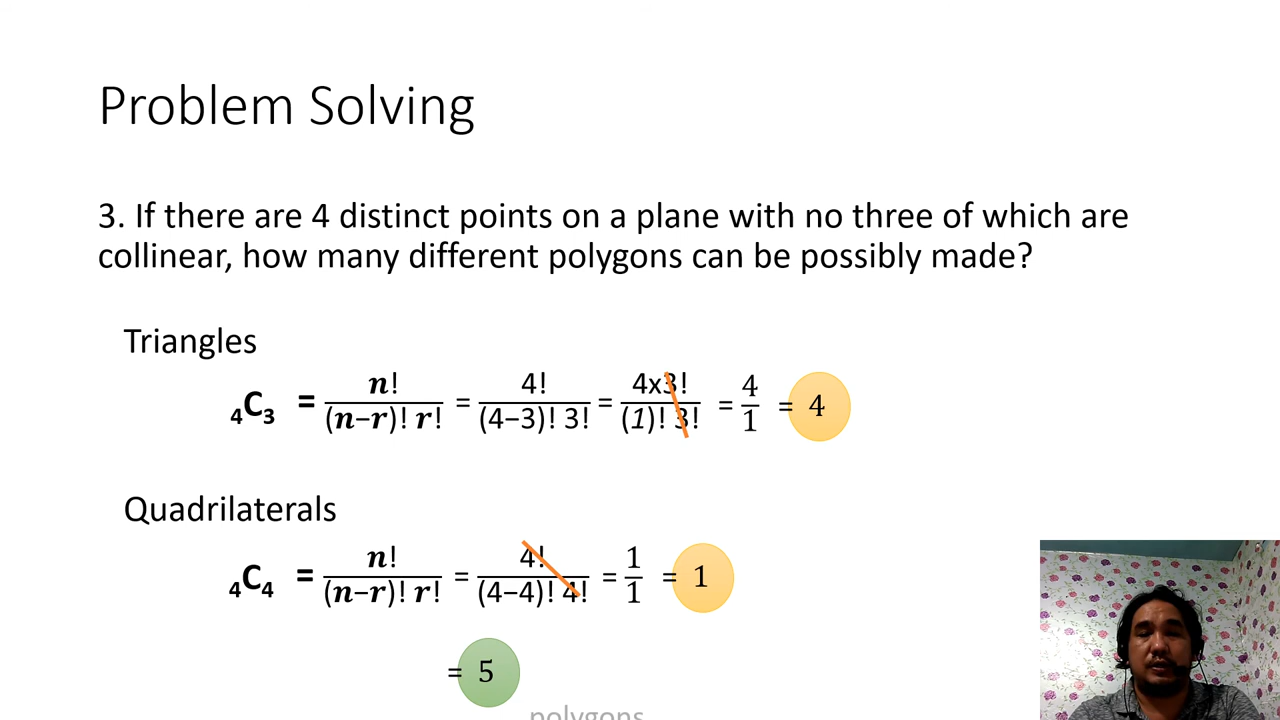 Problem Solving
3. If there are 4 distinct points on a plane with no three of which are
collinear, how many different polygons can be possibly made?
Triangles
₄C₃ = n!/(n−r)! r! = 4!/(4−3)! 3! = 4x3!/(1)! 3! = 4/1 = 4
Quadrilaterals
₄C₄ = n!/(n−r)! r! = 4!/(4−4)! 4! = 1/1 = 1
= 5
polygons